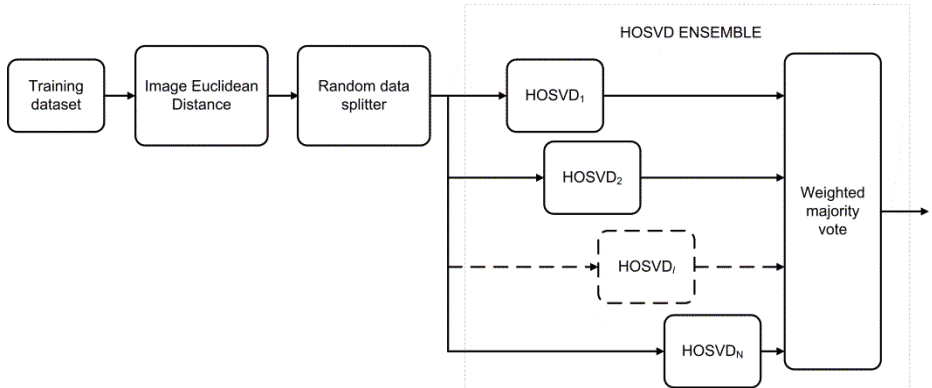 HOSVD ENSEMBLE
Training
dataset
Image Euclidean
Distance
Random data
splitter
HOSVD1
HOSVD2
HOSVDI
HOSVDN
Weighted
majority
vote